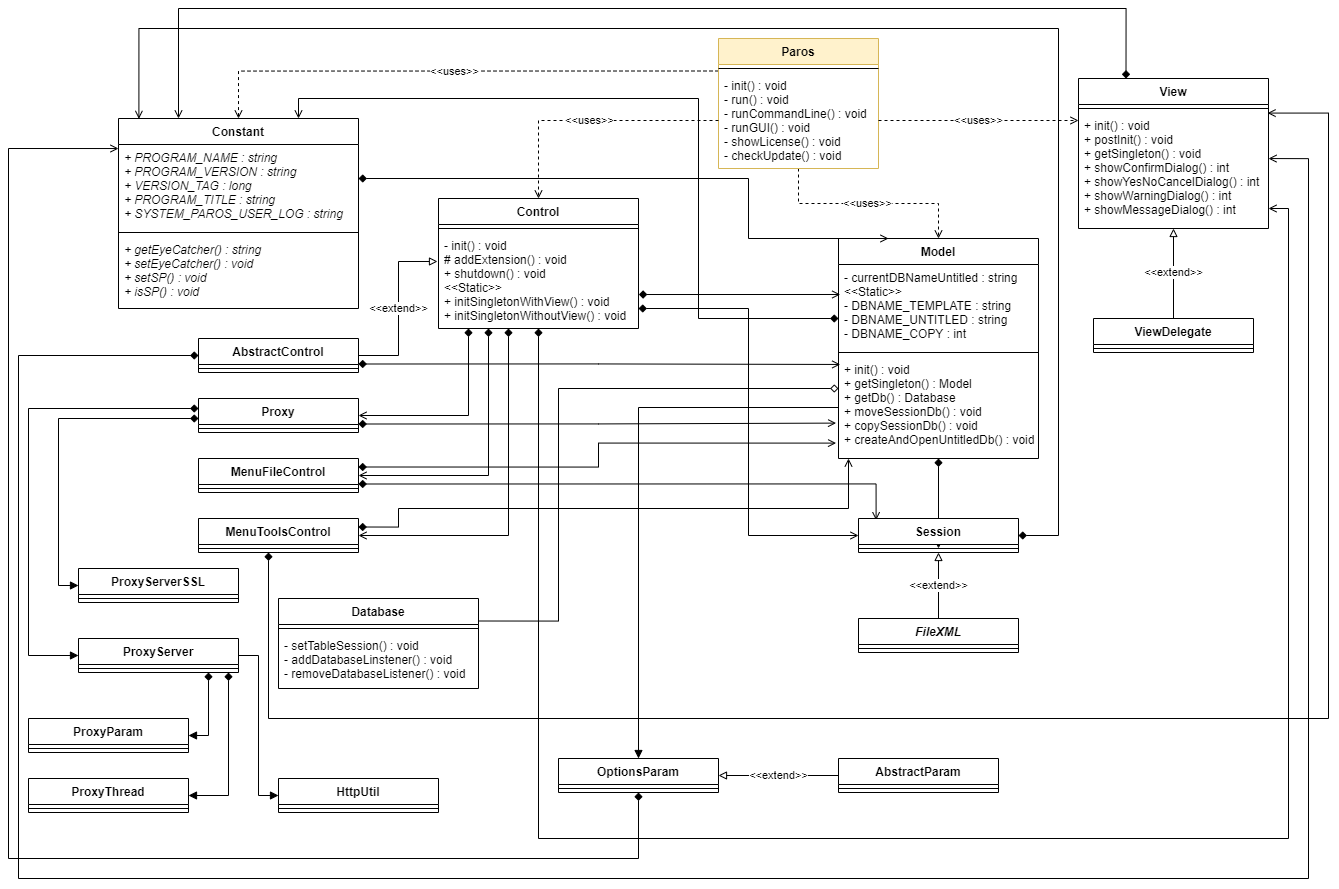 Paros
- init() : void
- run() : void
- runCommandLine() : void
- runGUI() : void
- showLicense() : void
- checkUpdate() : void
<<uses>>
<<uses>>
<<uses>>
<<uses>>
View
+ init() : void
+ postInit() : void
+ getSingleton() : void
+ showConfirmDialog() : int
+ showYesNoCancelDialog() : int
+ showWarningDialog() : int
+ showMessageDialog() : int
Constant
+ PROGRAM_NAME : string
+ PROGRAM_VERSION : string
+ VERSION_TAG : long
+ PROGRAM_TITLE : string
+ SYSTEM_PAROS_USER_LOG : string
+ getEyeCatcher() : string
+ setEyeCatcher() : void
+ setSP() : void
+ isSP() : void
Control
- init() : void
# addExtension() : void
+ shutdown() : void
<<Static>>
+ initSingletonWithView() : void
+ initSingletonWithoutView() : void
<<extend>>
Model
- currentDBNameUntitled : string
<<Static>>
- DBNAME_TEMPLATE : string
- DBNAME_UNTITLED : string
- DBNAME_COPY : int
+ init() : void
+ getSingleton() : Model
+ getDb() : Database
+ moveSessionDb() : void
+ copySessionDb() : void
+ createAndOpenUntitledDb() : void
<<extend>>
ViewDelegate
AbstractControl
Proxy
MenuFileControl
MenuToolsControl
Session
<<extend>>
FileXML
ProxyServerSSL
Database
- setTableSession() : void
- addDatabaseLinstener() : void
- removeDatabaseListener() : void
ProxyServer
ProxyParam
ProxyThread
HttpUtil
OptionsParam
<<extend>>
AbstractParam